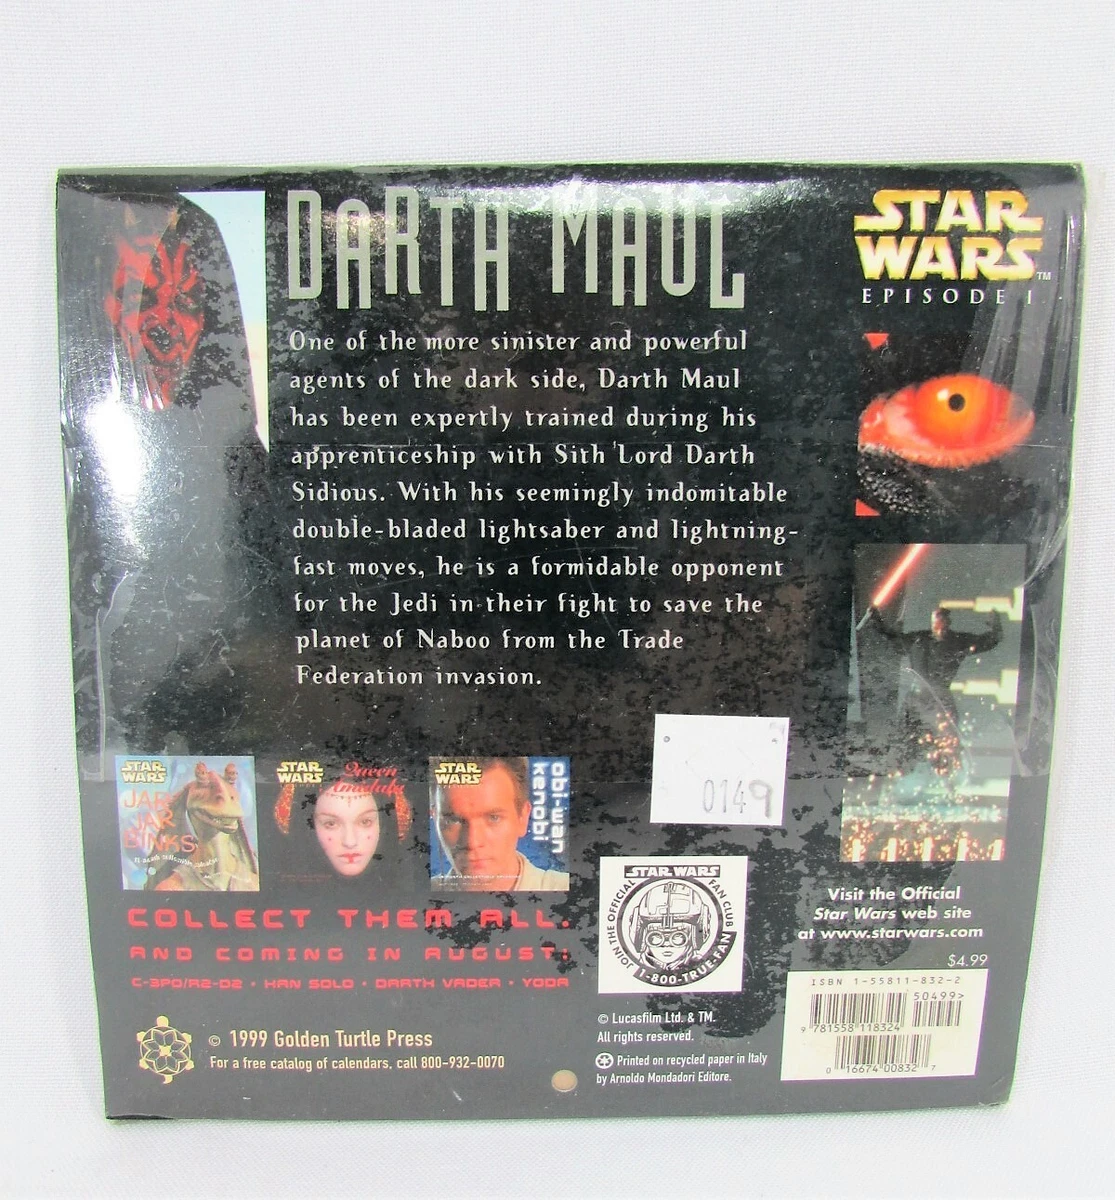 DARTH MAUL
One of the more sinister and powerful
agents of the dark side, Darth Maul
has been expertly trained during his
apprenticeship with Sith Lord Darth
Sidious. With his seemingly indomitable
double-bladed lightsaber and lightning-
fast moves, he is a formidable opponent
for the Jedi in their fight to save the
planet of Naboo from the Trade
Federation invasion.
STAR
WARS
TM
EPISODE I
0149
STAR
WARS
JAR
JAR
BINKS
STAR
WARS
Queen
Amidala
STAR
WARS
obi-wan
kenobi
COLLECT THEM ALL.
AND COMING IN AUGUST:
C-3PO/R2-D2 • HAN SOLO • DARTH VADER • YODA
STAR WARS
JOIN THE OFFICIAL
FAN CLUB
1-800-TRUE-FAN
Visit the Official
Star Wars web site
at www.starwars.com
$4.99
ISBN 1-55811-832-2
50499>
9 781558 118324
0 16674 00832 7
© 1999 Golden Turtle Press
For a free catalog of calendars, call 800-932-0070
© Lucasfilm Ltd. & TM.
All rights reserved.
Printed on recycled paper in Italy
by Arnoldo Mondadori Editore.